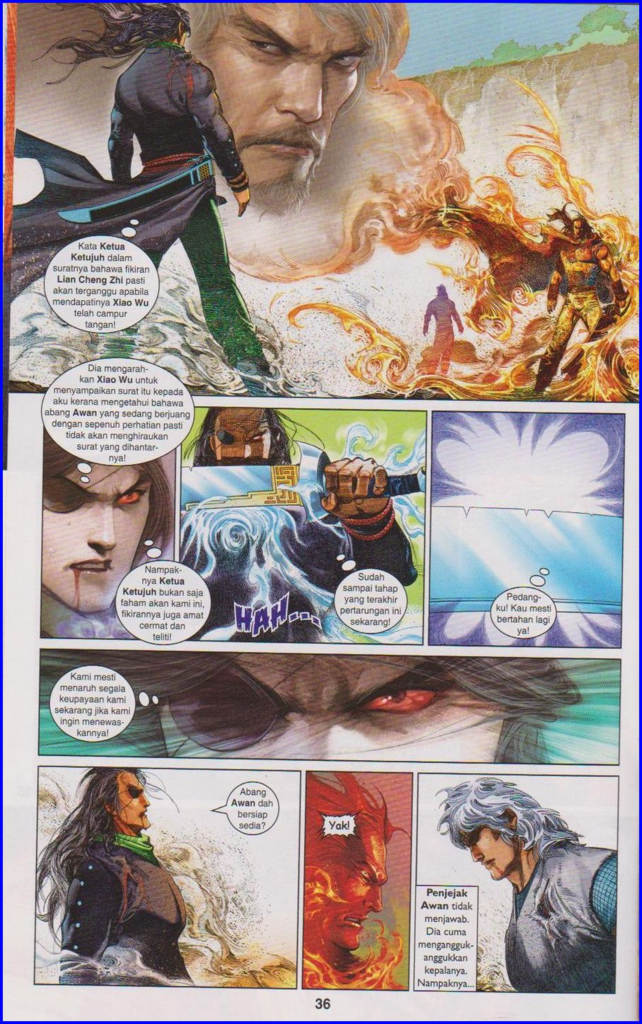 Kata Ketua
Ketujuh dalam
suratnya bahawa fikiran
Lian Cheng Zhi pasti
akan terganggu apabila
mendapatinya Xiao Wu
telah campur
tangan!
Dia mengarah-
kan Xiao Wu untuk
menyampaikan surat itu kepada
aku kerana mengetahui bahawa
abang Awan yang sedang berjuang
dengan sepenuh perhatian pasti
tidak akan menghiraukan
surat yang dihantar-
nya!
Nampak-
nya Ketua
Ketujuh bukan saja
faham akan kami ini,
fikirannya juga amat
cermat dan
teliti!
HAH...
Sudah
sampai tahap
yang terakhir
pertarungan ini
sekarang!
Pedang-
ku! Kau mesti
bertahan lagi
ya!
Kami mesti
menaruh segala
keupayaan kami
sekarang jika kami
ingin menewas-
kannya!
Abang
Awan dah
bersiap
sedia?
Yak!
Penjejak
Awan tidak
menjawab.
Dia cuma
mengangguk-
anggukkan
kepalanya.
Nampaknya...
36